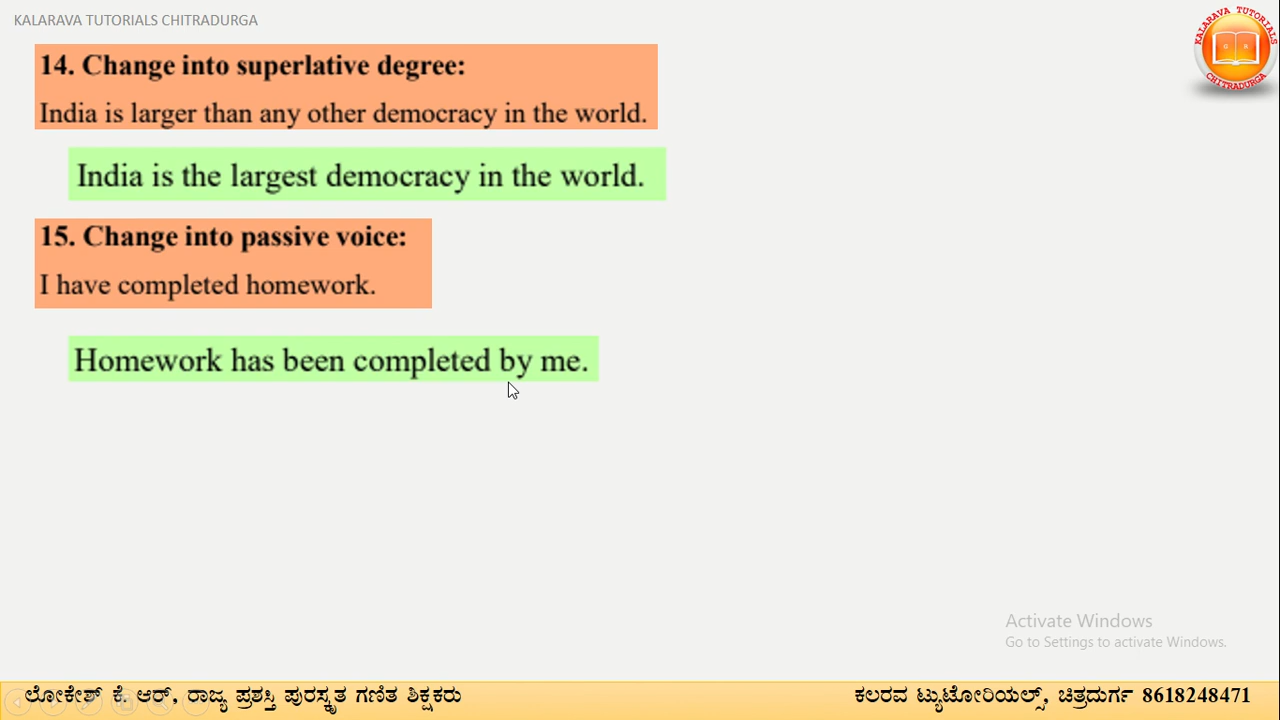 KALARAVA TUTORIALS CHITRADURGA
KALARAVA TUTORIALS
CHITRADURGA
14. Change into superlative degree:
India is larger than any other democracy in the world.
India is the largest democracy in the world.
15. Change into passive voice:
I have completed homework.
Homework has been completed by me.
Activate Windows
Go to Settings to activate Windows.
ಲೋಕೇಶ್ ಕೆ. ಆರ್, ರಾಜ್ಯ ಪ್ರಶಸ್ತಿ ಪುರಸ್ಕೃತ ಗಣಿತ ಶಿಕ್ಷಕರು
ಕಲರವ ಟ್ಯುಟೋರಿಯಲ್ಸ್, ಚಿತ್ರದುರ್ಗ 8618248471